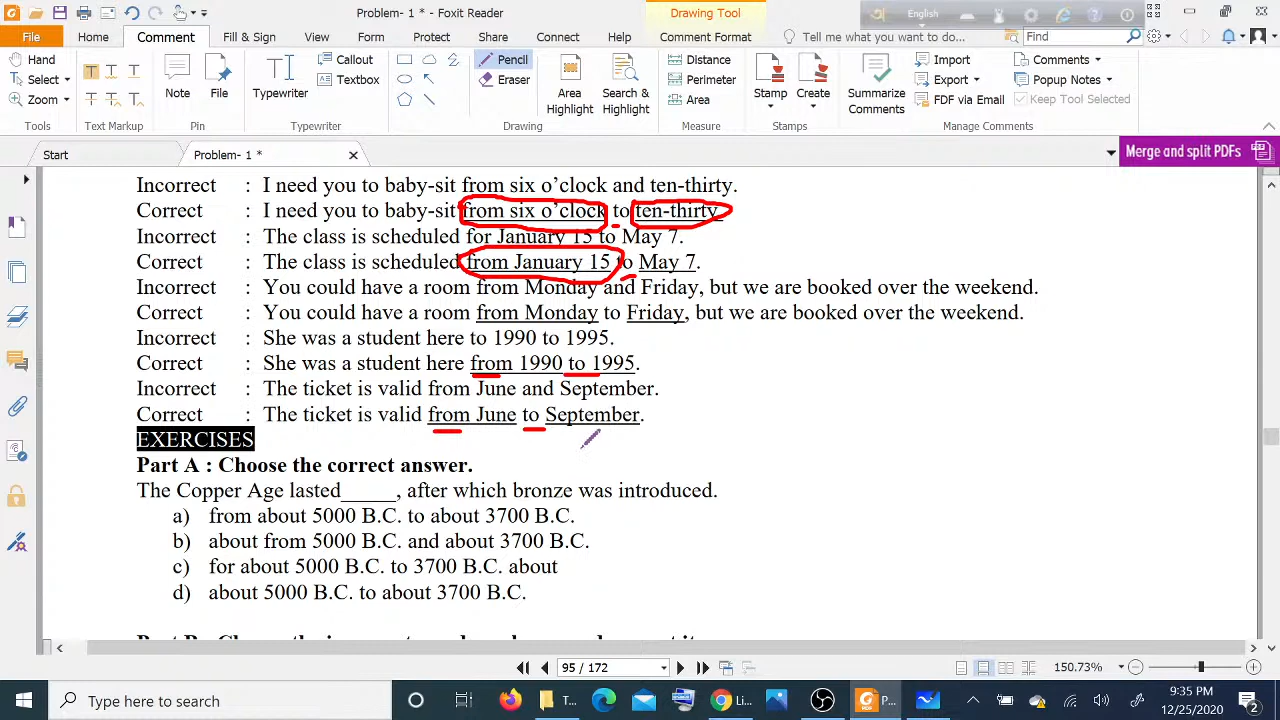 Problem- 1 * - Foxit Reader
Drawing Tool
English
File Home Comment Fill & Sign View Form Protect Share Connect Help Comment Format Tell me what you want to do... Find
Hand
Select
Zoom
Tools
Text Markup
Note
File
Pin
Typewriter
Callout
Textbox
Typewriter
Pencil
Eraser
Drawing
Area Highlight
Search & Highlight
Distance
Perimeter
Area
Measure
Stamp
Create
Stamps
Summarize Comments
Import
Export
FDF via Email
Comments
Popup Notes
Keep Tool Selected
Manage Comments
Start
Problem- 1 *
Merge and split PDFs
Incorrect : I need you to baby-sit from six o’clock and ten-thirty.
Correct : I need you to baby-sit from six o’clock to ten-thirty.
Incorrect : The class is scheduled for January 15 to May 7.
Correct : The class is scheduled from January 15 to May 7.
Incorrect : You could have a room from Monday and Friday, but we are booked over the weekend.
Correct : You could have a room from Monday to Friday, but we are booked over the weekend.
Incorrect : She was a student here to 1990 to 1995.
Correct : She was a student here from 1990 to 1995.
Incorrect : The ticket is valid from June and September.
Correct : The ticket is valid from June to September.
EXERCISES
Part A : Choose the correct answer.
The Copper Age lasted_____, after which bronze was introduced.
a) from about 5000 B.C. to about 3700 B.C.
b) about from 5000 B.C. and about 3700 B.C.
c) for about 5000 B.C. to 3700 B.C. about
d) about 5000 B.C. to about 3700 B.C.
95 / 172
150.73%
Type here to search
T...
Li...
P...
9:35 PM
12/25/2020
2